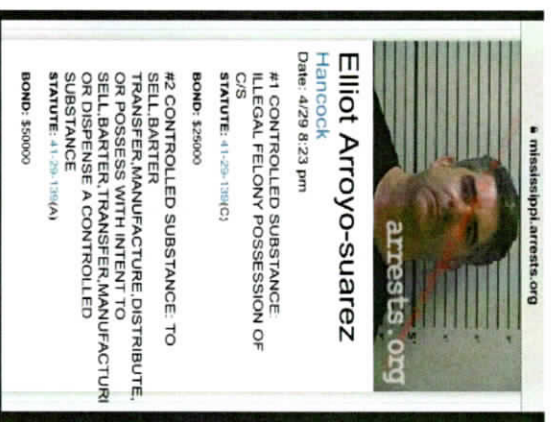 mississippi.arrests.org
arrests.org
Elliot Arroyo-suarez
Hancock
Date: 4/29 8:23 pm
#1 CONTROLLED SUBSTANCE:
ILLEGAL FELONY POSSESSION OF
C/S
STATUTE: 41-29-139(C)
BOND: $25000
#2 CONTROLLED SUBSTANCE: TO
SELL,BARTER
TRANSFER,MANUFACTURE,DISTRIBUTE,
OR POSSESS WITH INTENT TO
SELL,BARTER,TRANSFER,MANUFACTURI
OR DISPENSE A CONTROLLED
SUBSTANCE
STATUTE: 41-29-139(A)
BOND: $50000